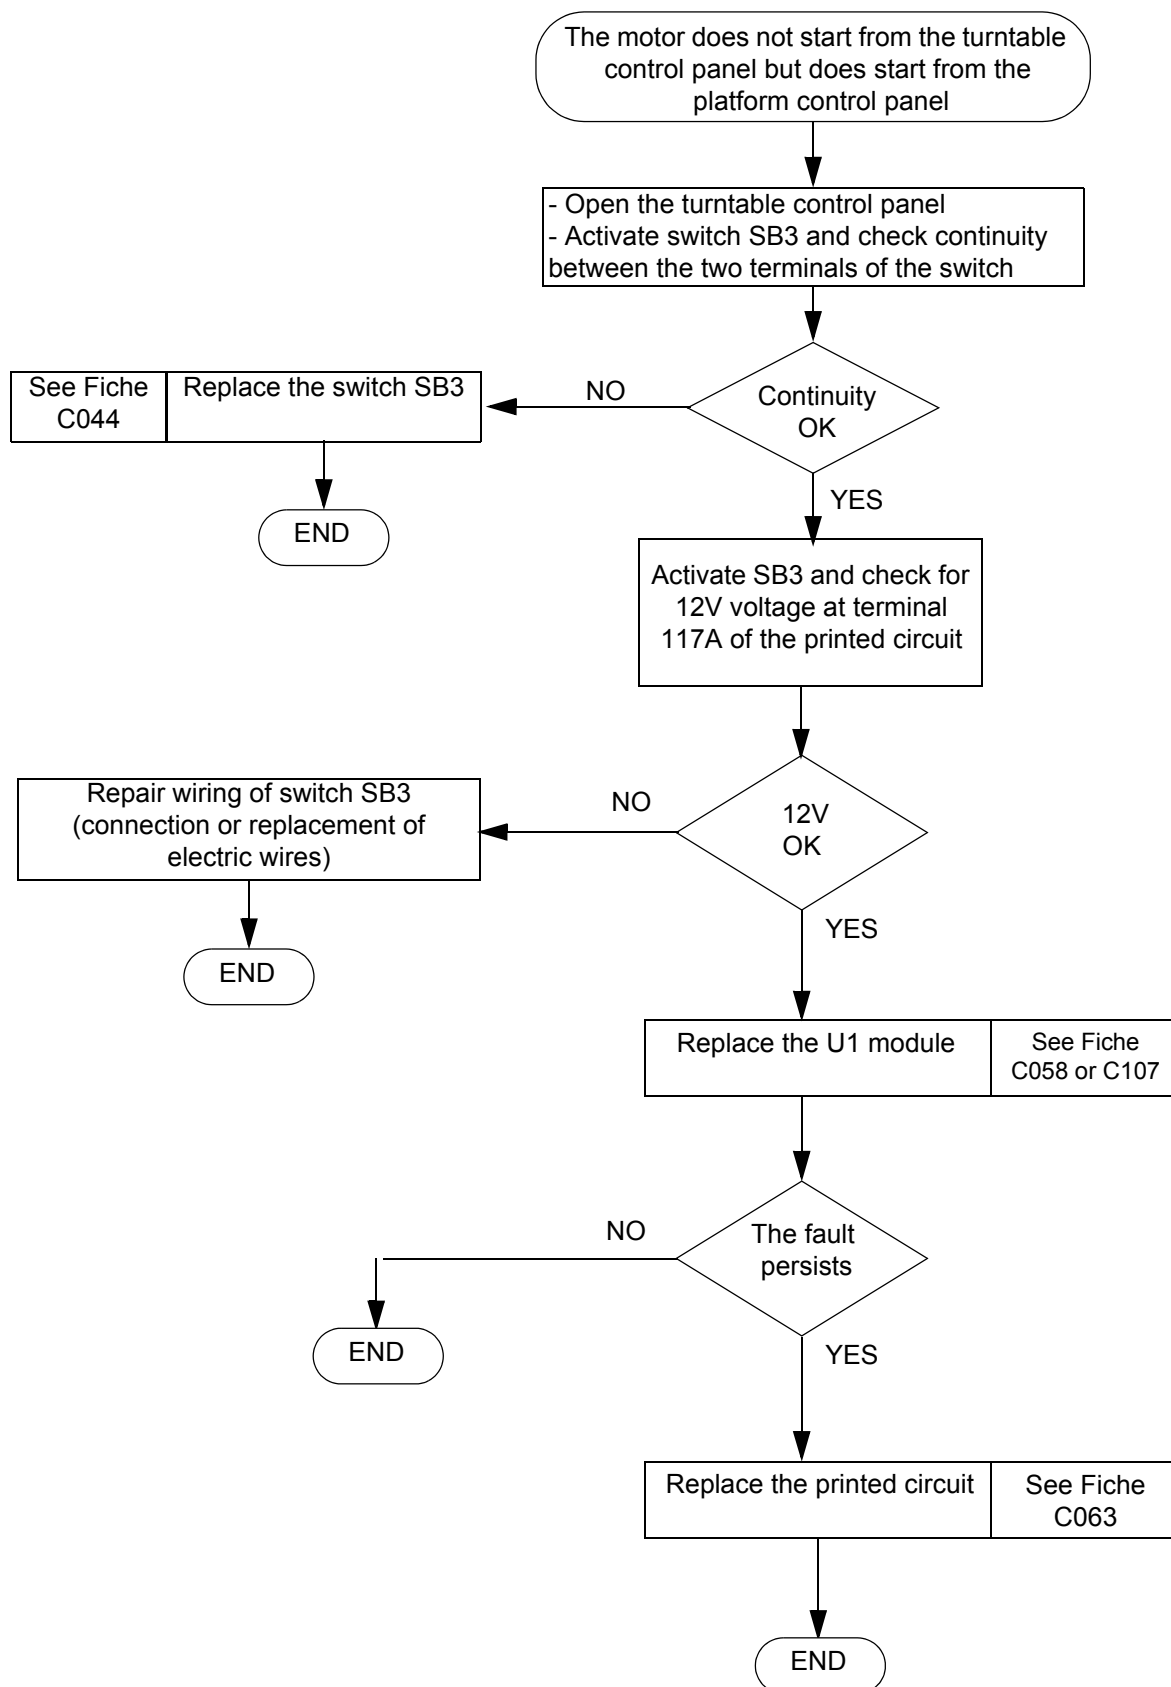 The motor does not start from the turntable
control panel but does start from the
platform control panel
- Open the turntable control panel
- Activate switch SB3 and check continuity
between the two terminals of the switch
Continuity
OK
NO
See Fiche
C044
Replace the switch SB3
END
YES
Activate SB3 and check for
12V voltage at terminal
117A of the printed circuit
12V
OK
NO
Repair wiring of switch SB3
(connection or replacement of
electric wires)
END
YES
Replace the U1 module
See Fiche
C058 or C107
The fault
persists
NO
END
YES
Replace the printed circuit
See Fiche
C063
END